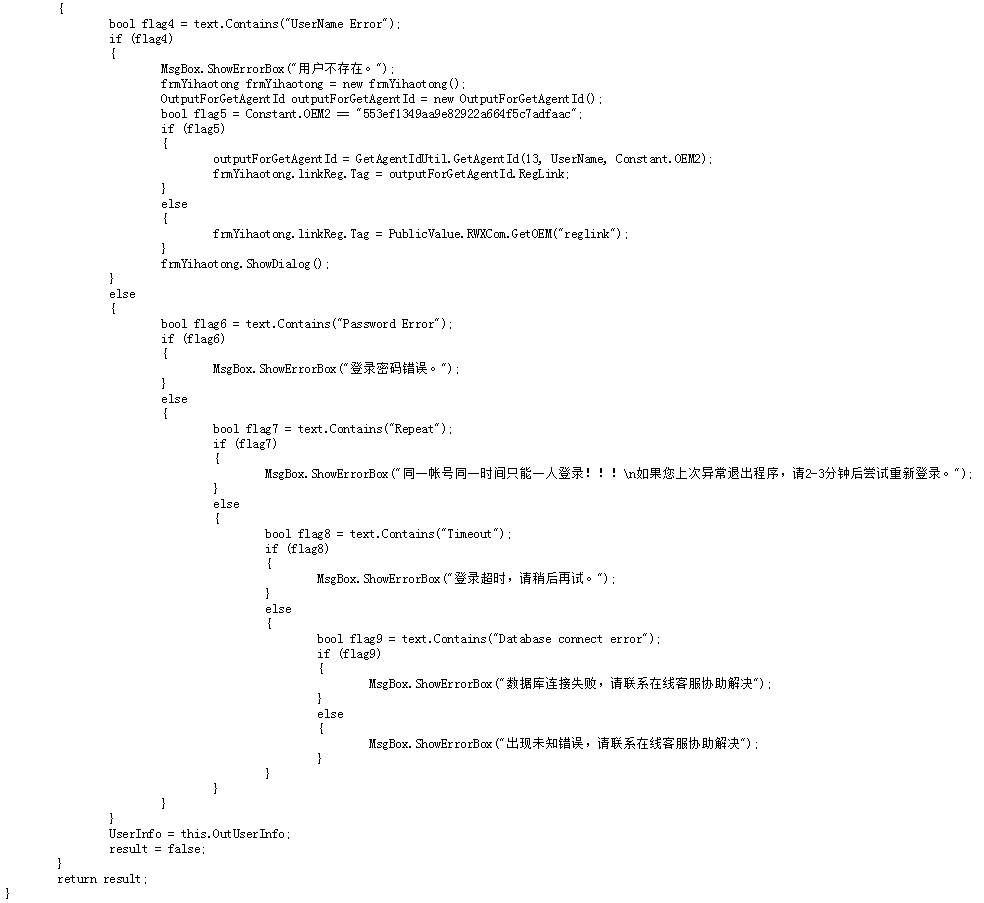 {
bool flag4 = text.Contains("UserName Error");
if (flag4)
{
MsgBox.ShowErrorBox("用户不存在。");
frmYihaotong frmYihaotong = new frmYihaotong();
OutputForGetAgentId outputForGetAgentId = new OutputForGetAgentId();
bool flag5 = Constant.OEM2 == "553ef1349aa9e82922a664f5c7adfaac";
if (flag5)
{
outputForGetAgentId = GetAgentIdUtil.GetAgentId(13, UserName, Constant.OEM2);
frmYihaotong.linkReg.Tag = outputForGetAgentId.RegLink;
}
else
{
frmYihaotong.linkReg.Tag = PublicValue.RWXCom.GetOEM("reglink");
}
frmYihaotong.ShowDialog();
}
else
{
bool flag6 = text.Contains("Password Error");
if (flag6)
{
MsgBox.ShowErrorBox("登录密码错误。");
}
else
{
bool flag7 = text.Contains("Repeat");
if (flag7)
{
MsgBox.ShowErrorBox("同一帐号同一时间只能一人登录!!!\n如果您上次异常退出程序，请2-3分钟后尝试重新登录。");
}
else
{
bool flag8 = text.Contains("Timeout");
if (flag8)
{
MsgBox.ShowErrorBox("登录超时，请稍后再试。");
}
else
{
bool flag9 = text.Contains("Database connect error");
if (flag9)
{
MsgBox.ShowErrorBox("数据库连接失败，请联系在线客服协助解决");
}
else
{
MsgBox.ShowErrorBox("出现未知错误，请联系在线客服协助解决");
}
}
}
}
}
UserInfo = this.OutUserInfo;
result = false;
}
return result;
}